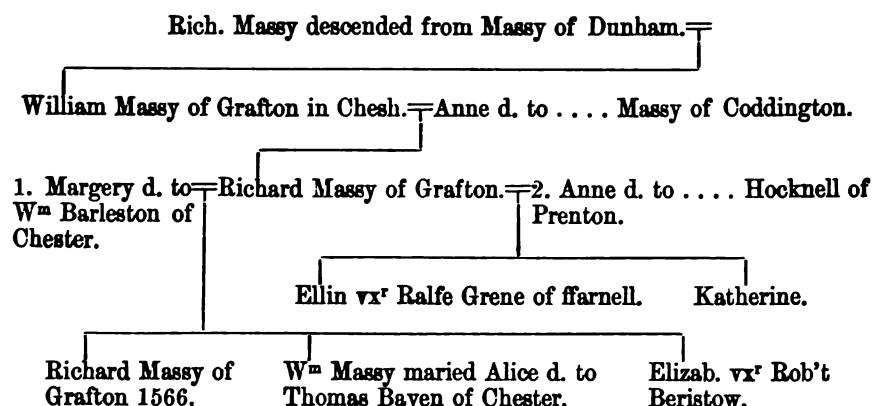 Rich. Massy descended from Massy of Dunham.
William Massy of Grafton in Chesh. Anne d. to .... Massy of Coddington.
1. Margery d. to Richard Massy of Grafton. 2. Anne d. to .... Hocknell of
Wᵐ Barleston of Prenton.
Chester.
Ellin vxʳ Ralfe Grene of ffarnell. Katherine.
Richard Massy of Wᵐ Massy maried Alice d. to Elizab. vxʳ Rob't
Grafton 1566. Thomas Baven of Chester. Beristow.